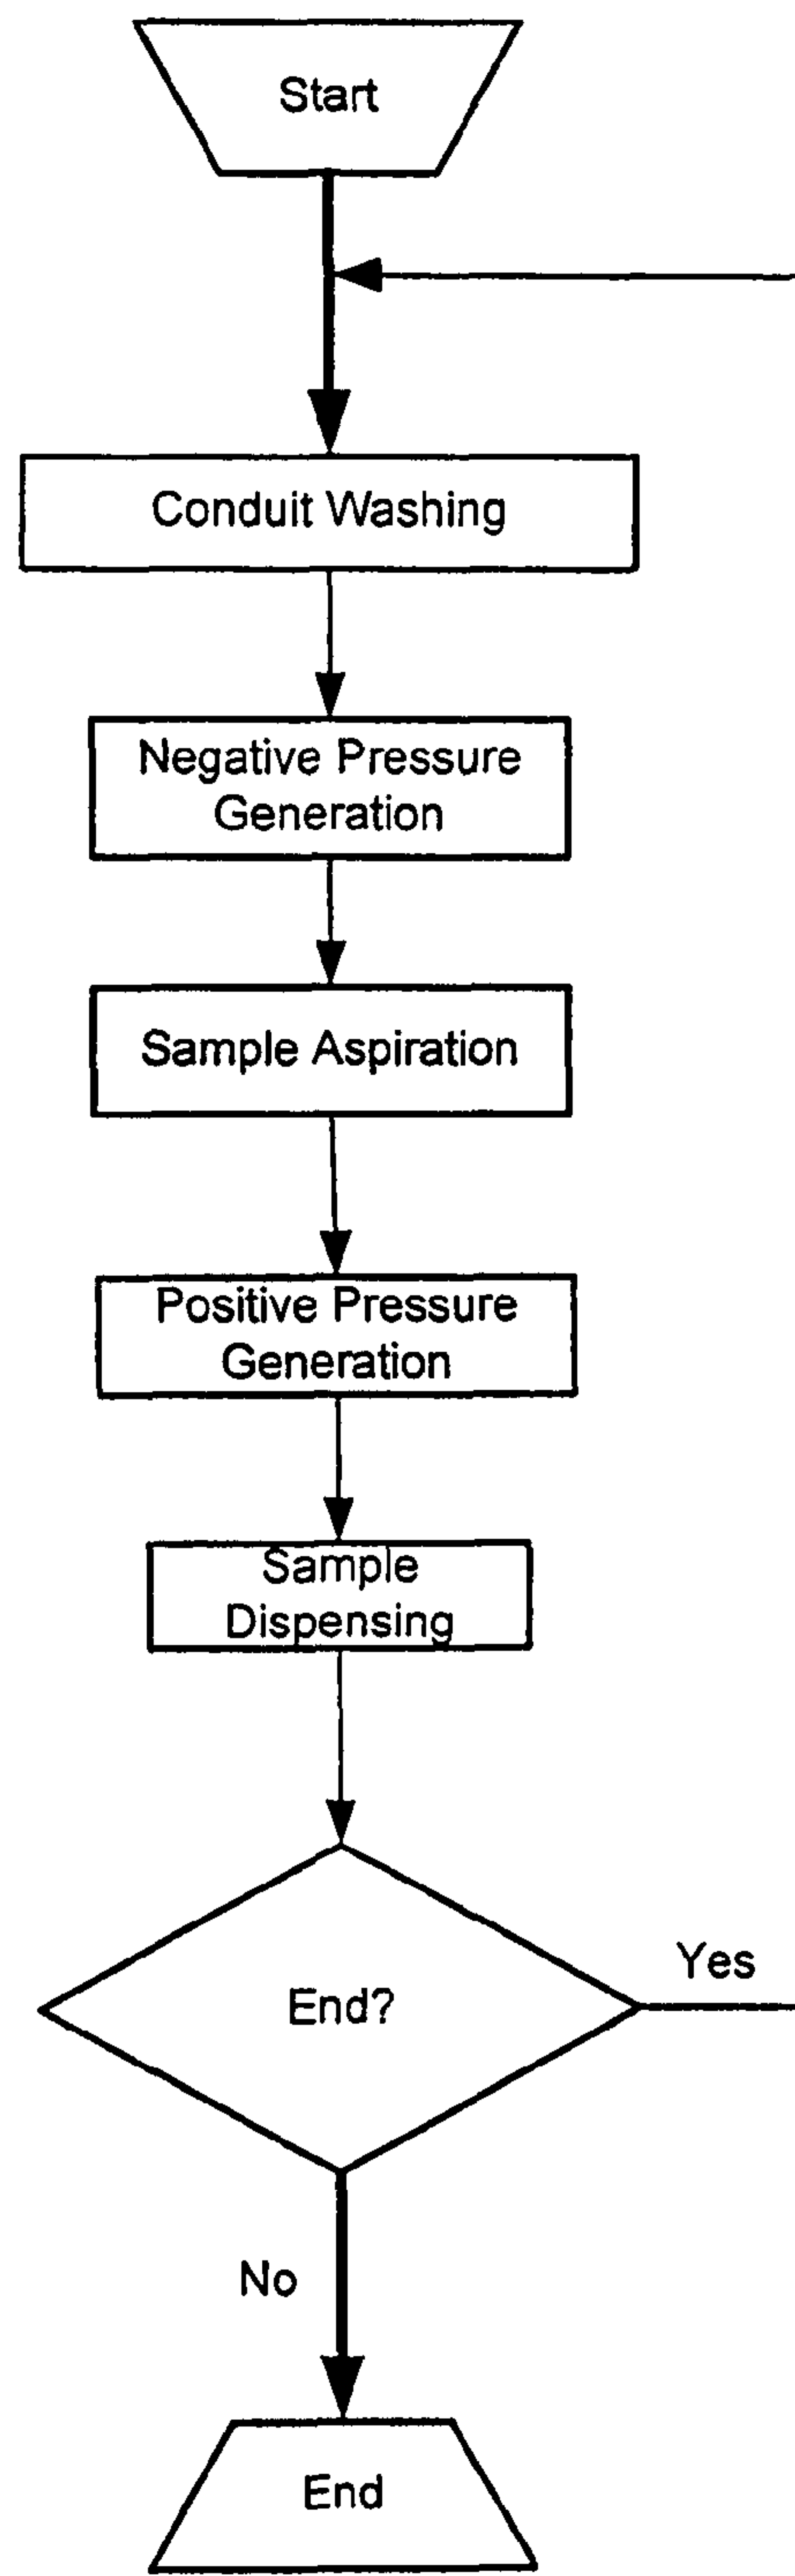 Start
Conduit Washing
Negative Pressure
Generation
Sample Aspiration
Positive Pressure
Generation
Sample
Dispensing
End?
Yes
No
End